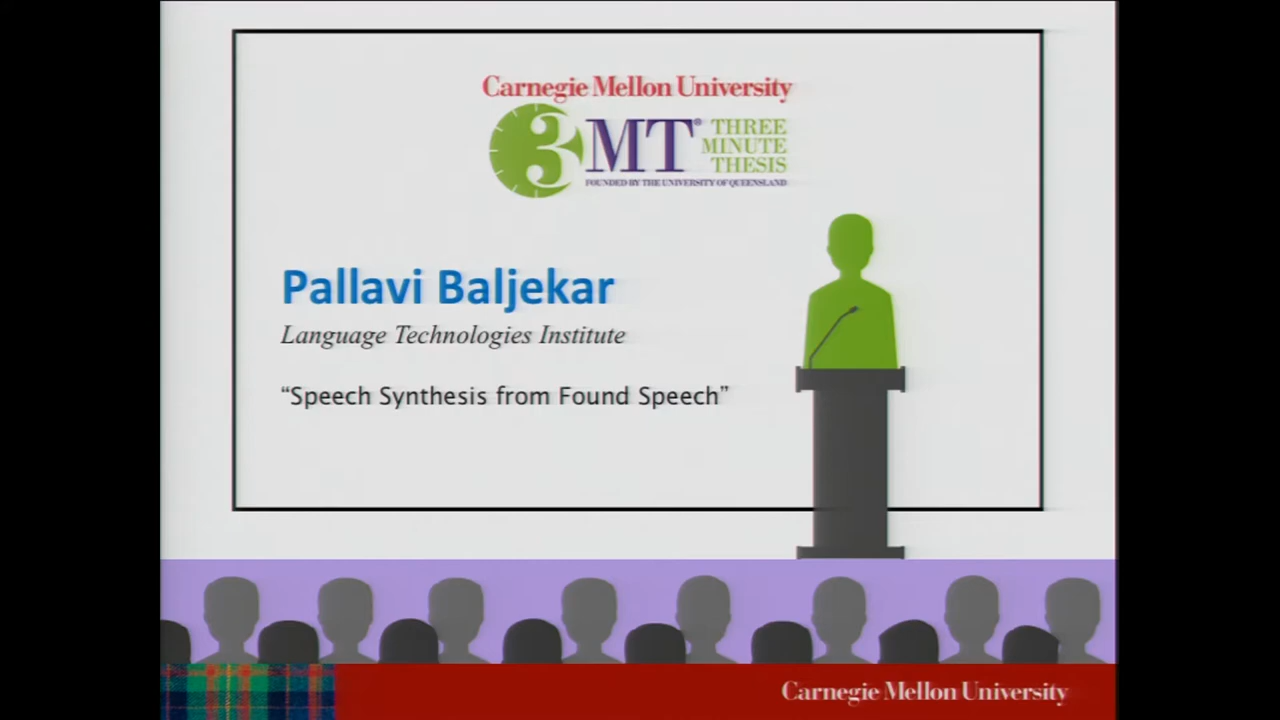 Carnegie Mellon University
3MT® THREE MINUTE THESIS
FOUNDED BY THE UNIVERSITY OF QUEENSLAND
Pallavi Baljekar
Language Technologies Institute
“Speech Synthesis from Found Speech”
Carnegie Mellon University